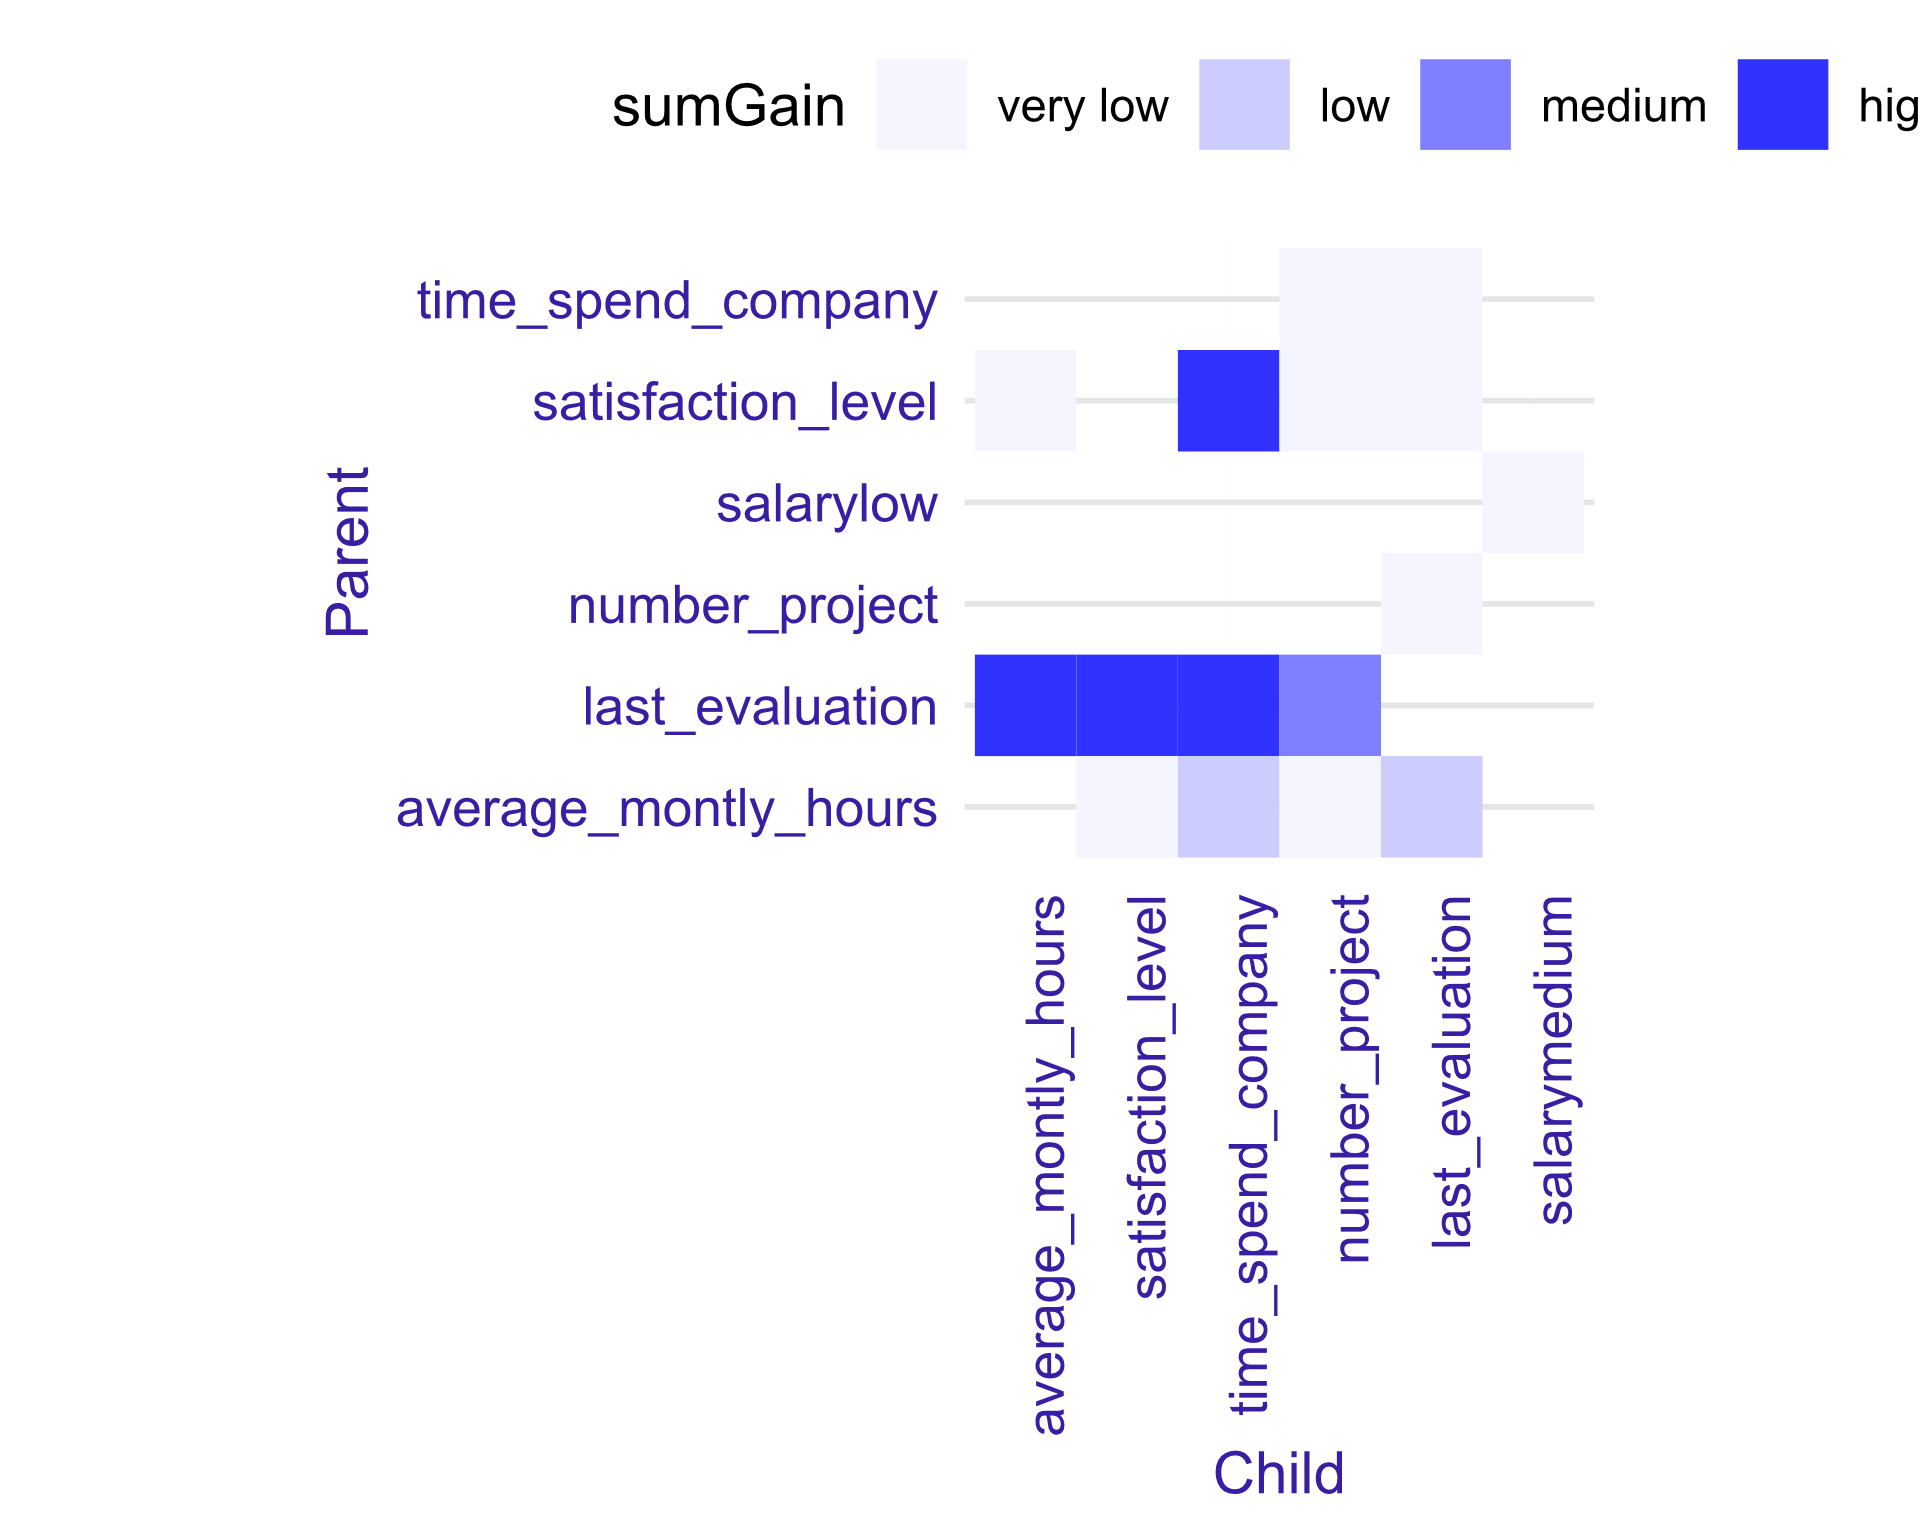 sumGain very low low medium hig
time_spend_company
satisfaction_level
salarylow
number_project
last_evaluation
average_montly_hours
Parent
average_montly_hours
satisfaction_level
time_spend_company
number_project
last_evaluation
salarymedium
Child